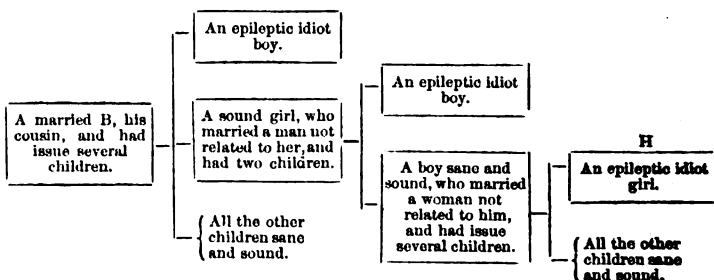 An epileptic idiot
boy.
A married B, his
cousin, and had
issue several
children.
A sound girl, who
married a man not
related to her, and
had two children.
All the other
children sane
and sound.
An epileptic idiot
boy.
A boy sane and
sound, who married
a woman not
related to him,
and had issue
several children.
H
An epileptic idiot
girl.
All the other
children sane
and sound.